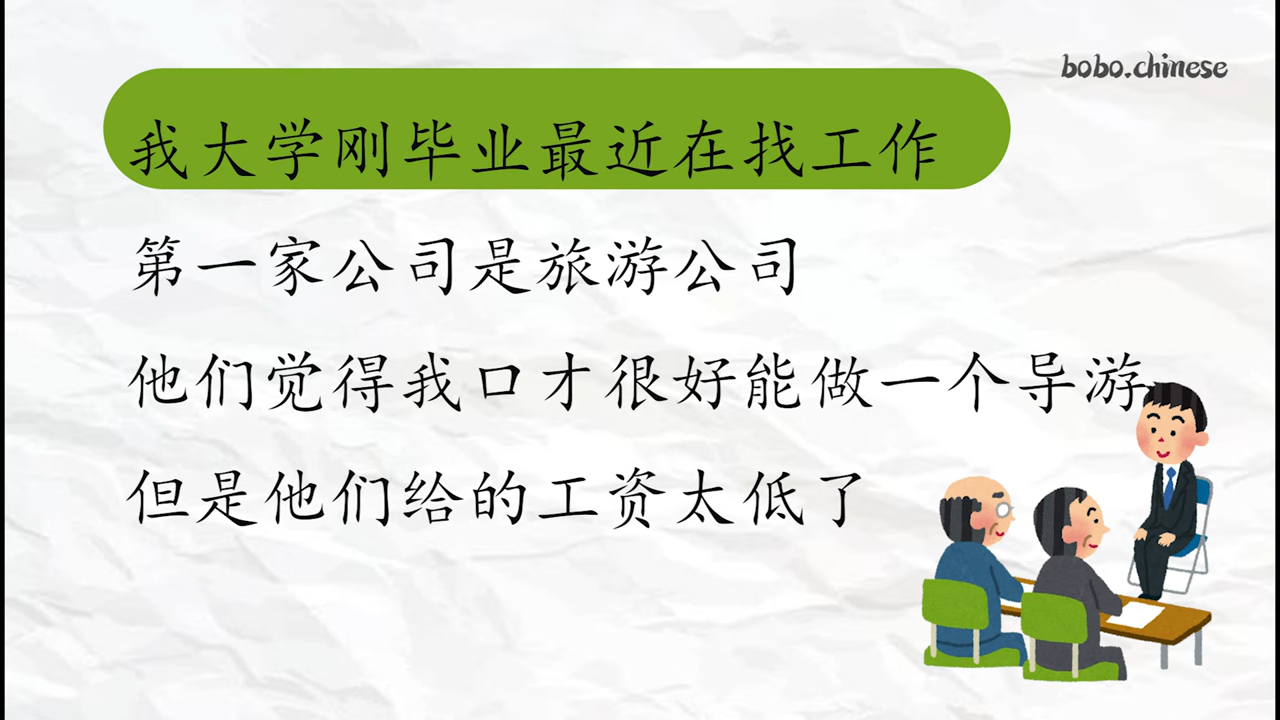 bobo.chinese
我大学刚毕业最近在找工作
第一家公司是旅游公司
他们觉得我口才很好能做一个导游
但是他们给的工资太低了